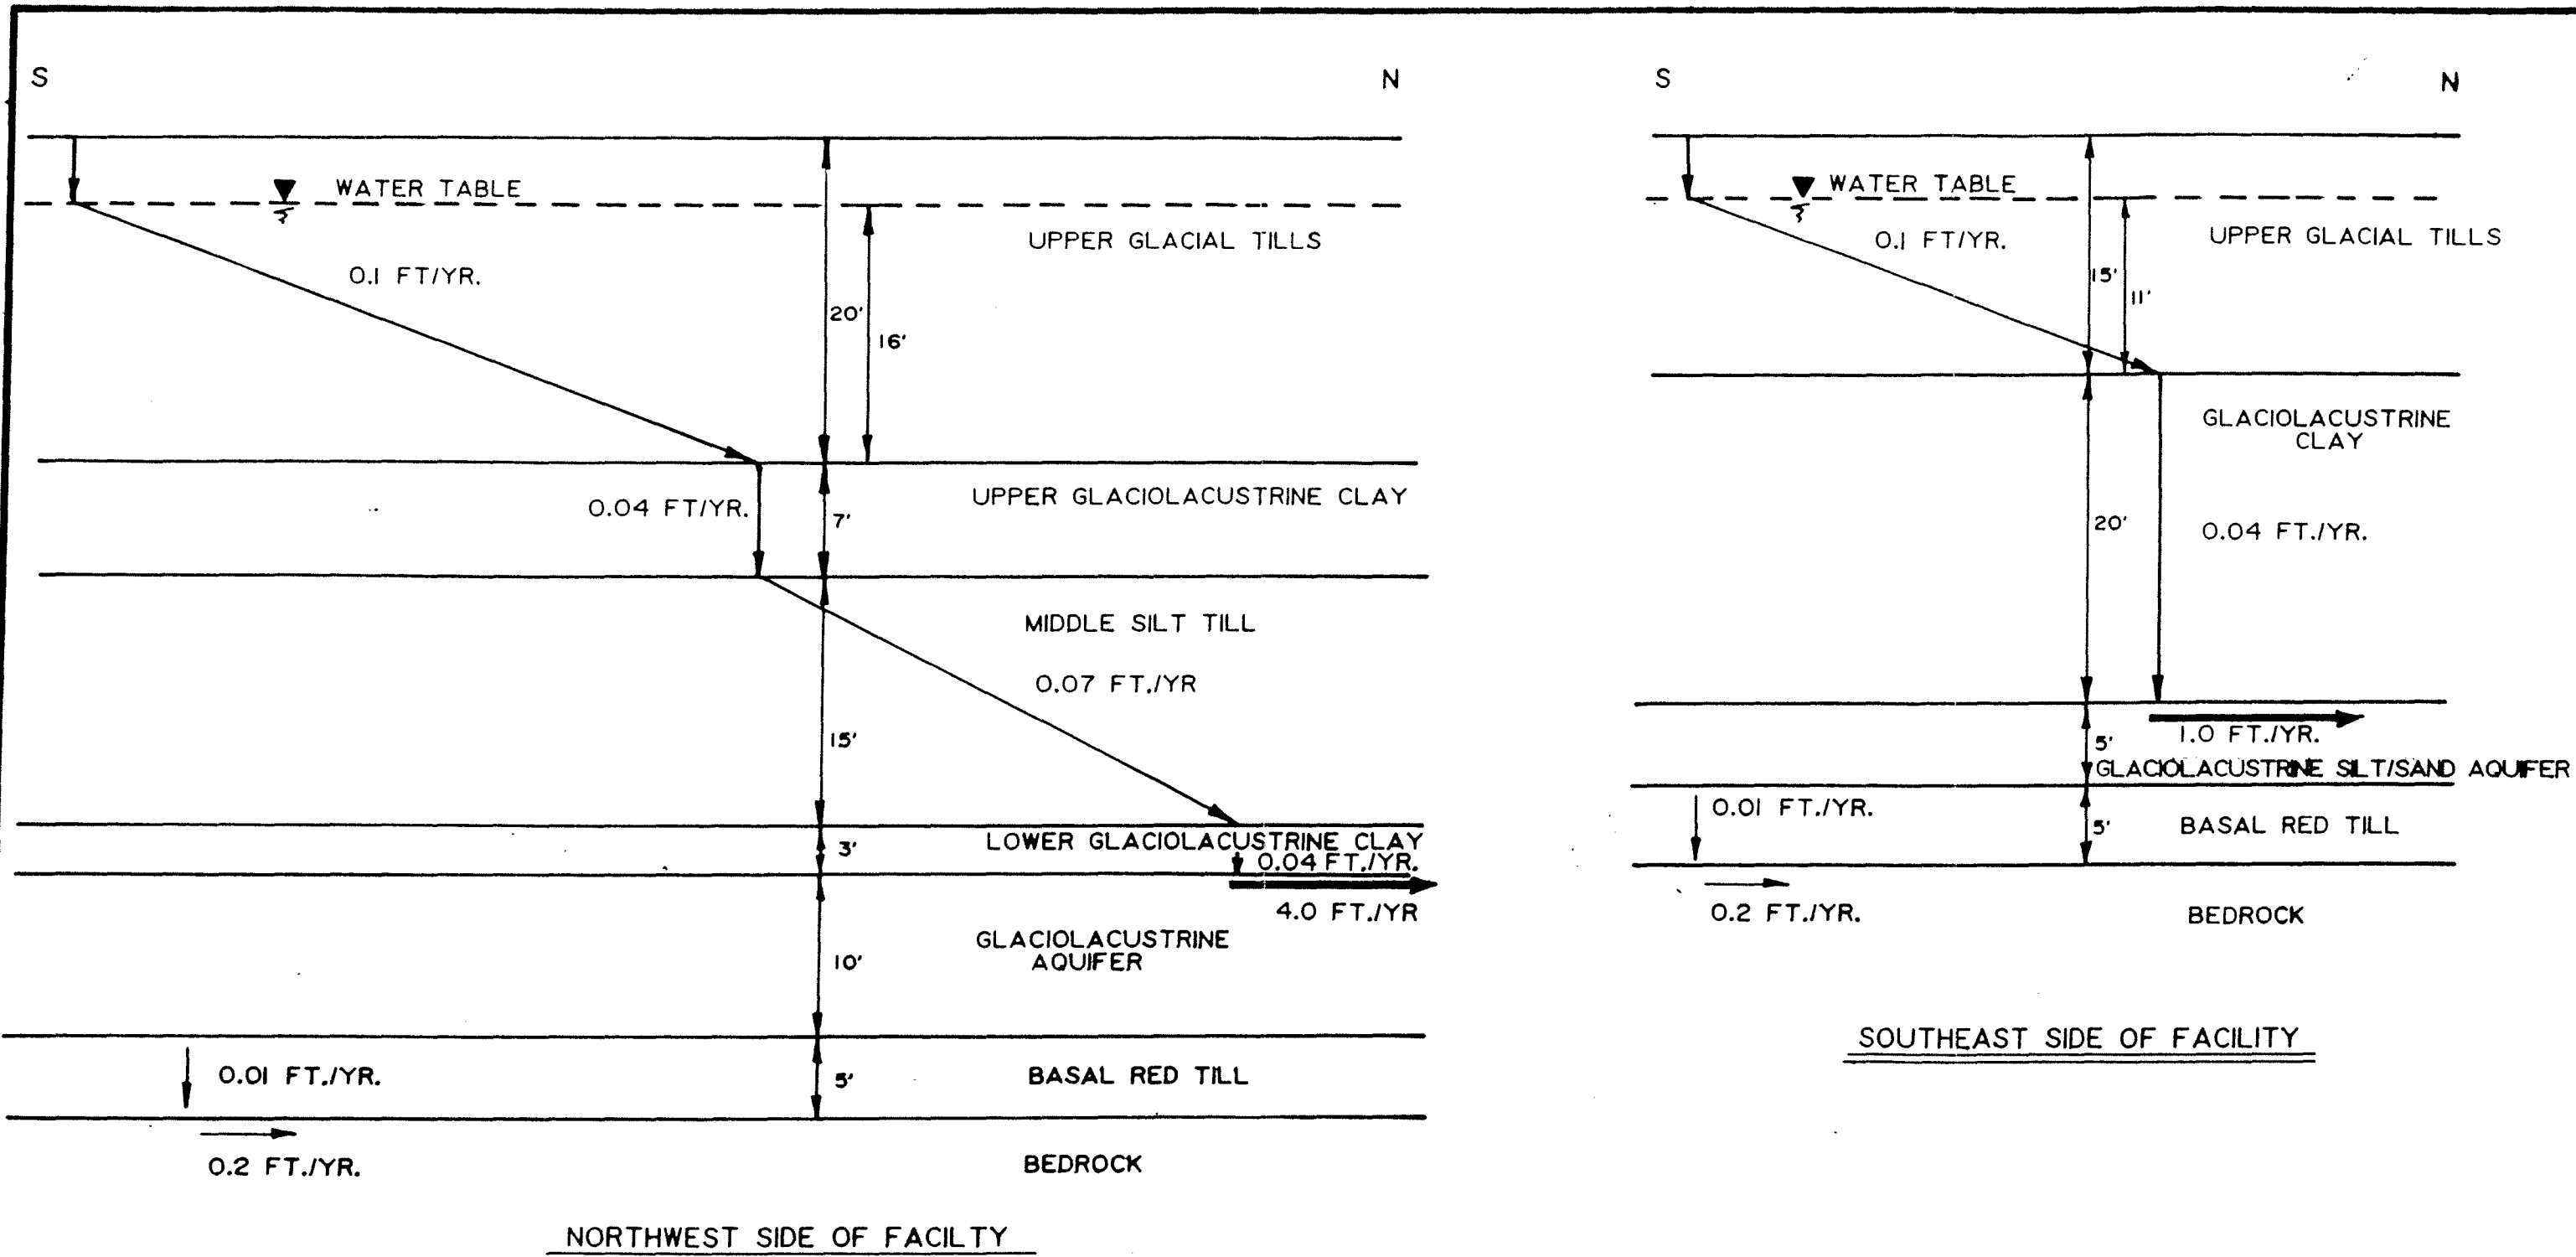 S
N
WATER TABLE
UPPER GLACIAL TILLS
0.1 FT/YR.
20'
16'
UPPER GLACIOLACUSTRINE CLAY
0.04 FT/YR.
7'
MIDDLE SILT TILL
0.07 FT./YR
15'
LOWER GLACIOLACUSTRINE CLAY
3'
0.04 FT./YR.
4.0 FT./YR
GLACIOLACUSTRINE
AQUIFER
10'
0.01 FT./YR.
5'
BASAL RED TILL
0.2 FT./YR.
BEDROCK
NORTHWEST SIDE OF FACILTY
S
N
WATER TABLE
0.1 FT/YR.
UPPER GLACIAL TILLS
15'
11'
GLACIOLACUSTRINE
CLAY
20'
0.04 FT./YR.
1.0 FT./YR.
5'
GLACIOLACUSTRINE SILT/SAND AQUIFER
0.01 FT./YR.
5'
BASAL RED TILL
0.2 FT./YR.
BEDROCK
SOUTHEAST SIDE OF FACILITY